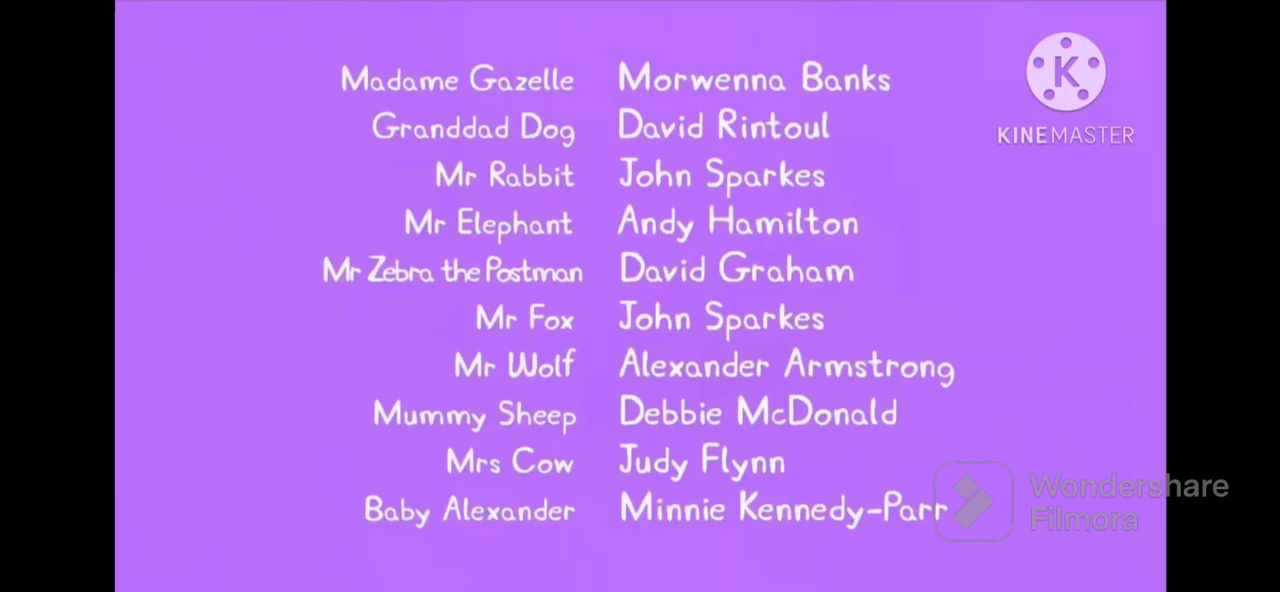 Madame Gazelle Morwenna Banks
Granddad Dog David Rintoul
Mr Rabbit John Sparkes
Mr Elephant Andy Hamilton
Mr Zebra the Postman David Graham
Mr Fox John Sparkes
Mr Wolf Alexander Armstrong
Mummy Sheep Debbie McDonald
Mrs Cow Judy Flynn
Baby Alexander Minnie Kennedy-Parr
K
KINEMASTER
Wondershare
Filmora